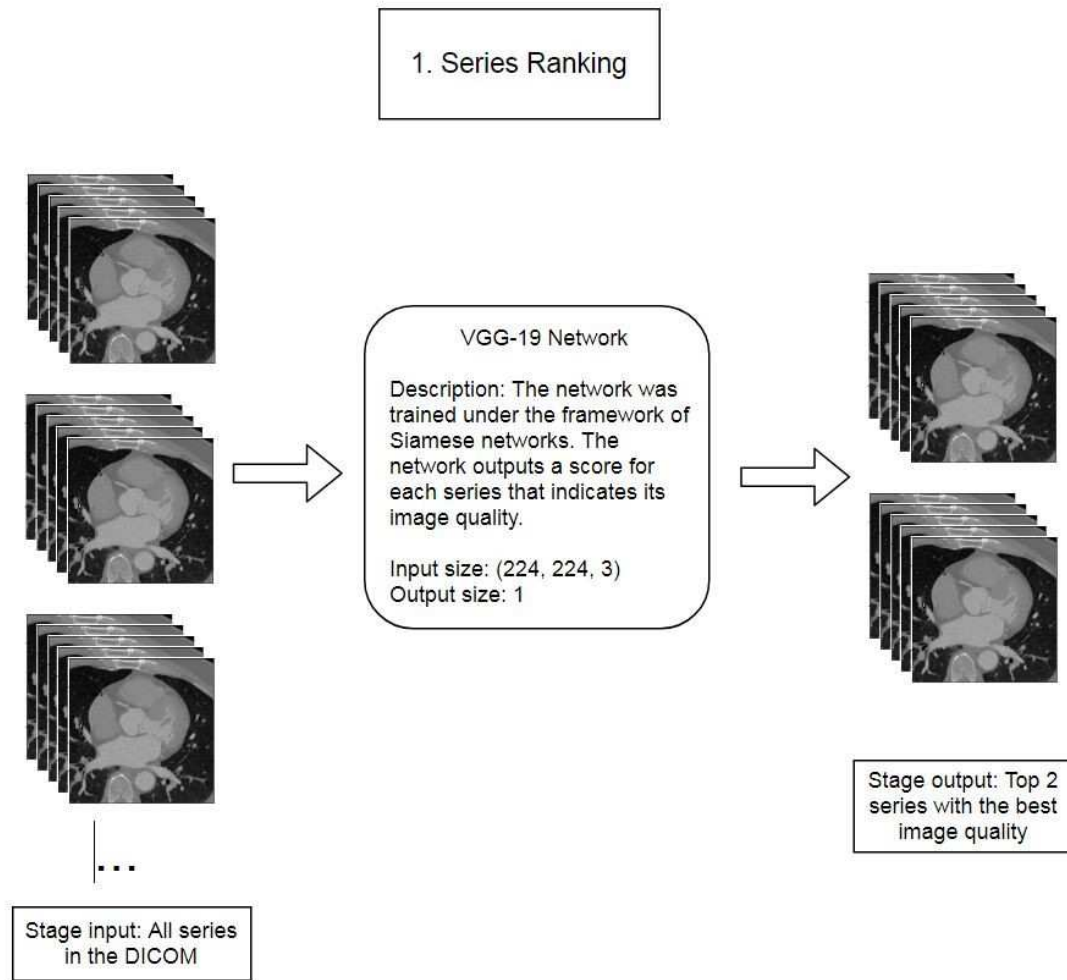 1. Series Ranking
VGG-19 Network
Description: The network was
trained under the framework of
Siamese networks. The
network outputs a score for
each series that indicates its
image quality.
Input size: (224, 224, 3)
Output size: 1
...
Stage input: All series
in the DICOM
Stage output: Top 2
series with the best
image quality